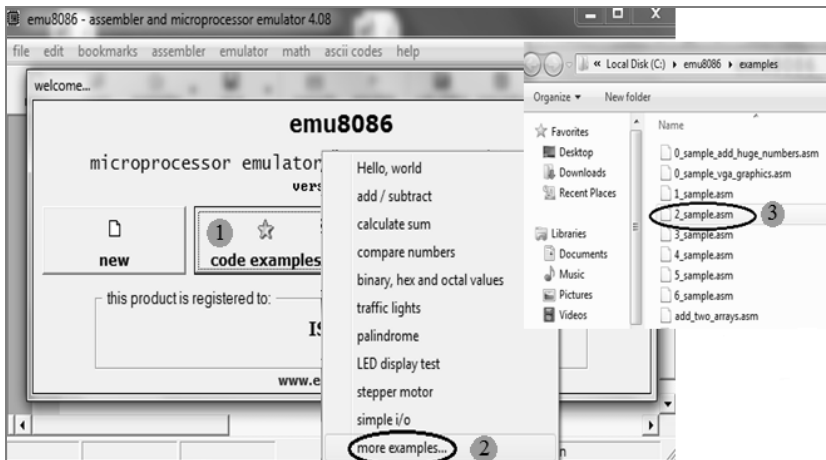 emu8086 - assembler and microprocessor emulator 4.08
file edit bookmarks assembler emulator math ascii codes help
welcome...
emu8086
microprocessor emulator
vers
new
1
code examples
this product is registered to:
IS
www.e
Hello, world
add / subtract
calculate sum
compare numbers
binary, hex and octal values
traffic lights
palindrome
LED display test
stepper motor
simple i/o
more examples... 2
« Local Disk (C:) ▸ emu8086 ▸ examples
Organize ▾ New folder
Favorites
Desktop
Downloads
Recent Places
Libraries
Documents
Music
Pictures
Videos
Name
0_sample_add_huge_numbers.asm
0_sample_vga_graphics.asm
1_sample.asm
2_sample.asm 3
3_sample.asm
4_sample.asm
5_sample.asm
6_sample.asm
add_two_arrays.asm